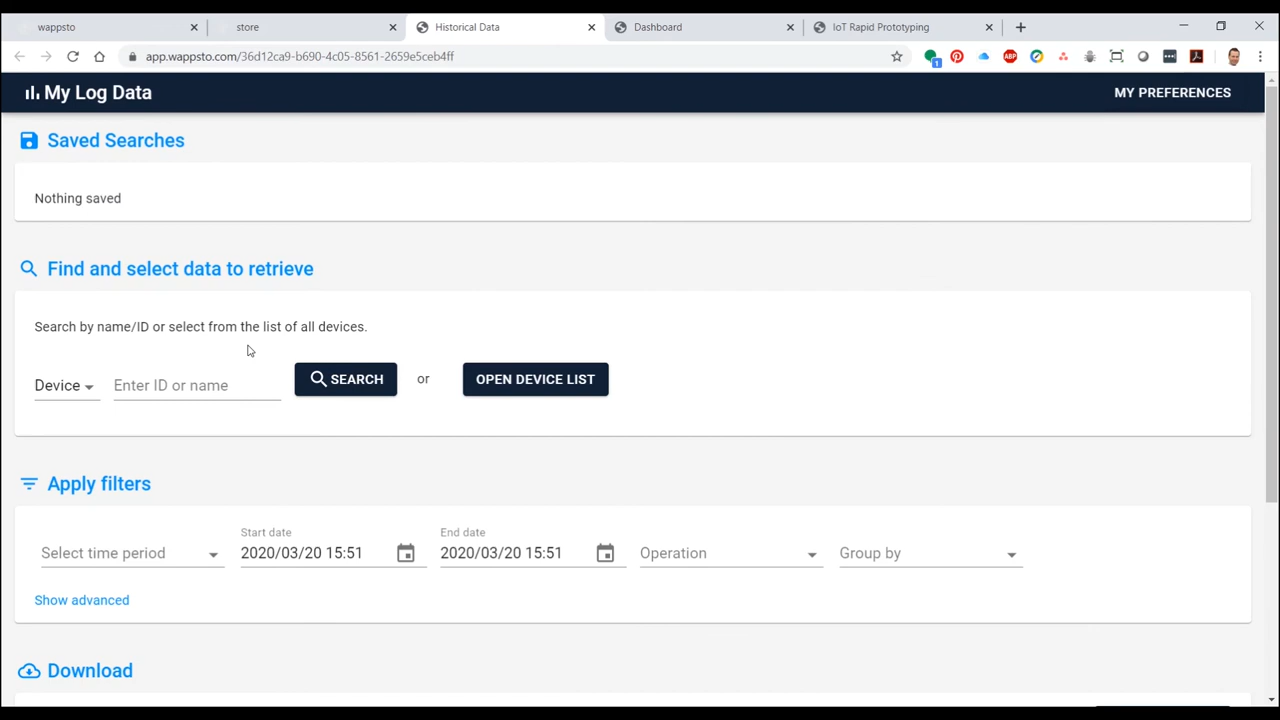 wappsto
store
Historical Data
Dashboard
IoT Rapid Prototyping
app.wappsto.com/36d12ca9-b690-4c05-8561-2659e5ceb4ff
1
ABP
My Log Data
MY PREFERENCES
Saved Searches
Nothing saved
Find and select data to retrieve
Search by name/ID or select from the list of all devices.
Device
Enter ID or name
SEARCH
or
OPEN DEVICE LIST
Apply filters
Start date
End date
Select time period
2020/03/20 15:51
2020/03/20 15:51
Operation
Group by
Show advanced
Download